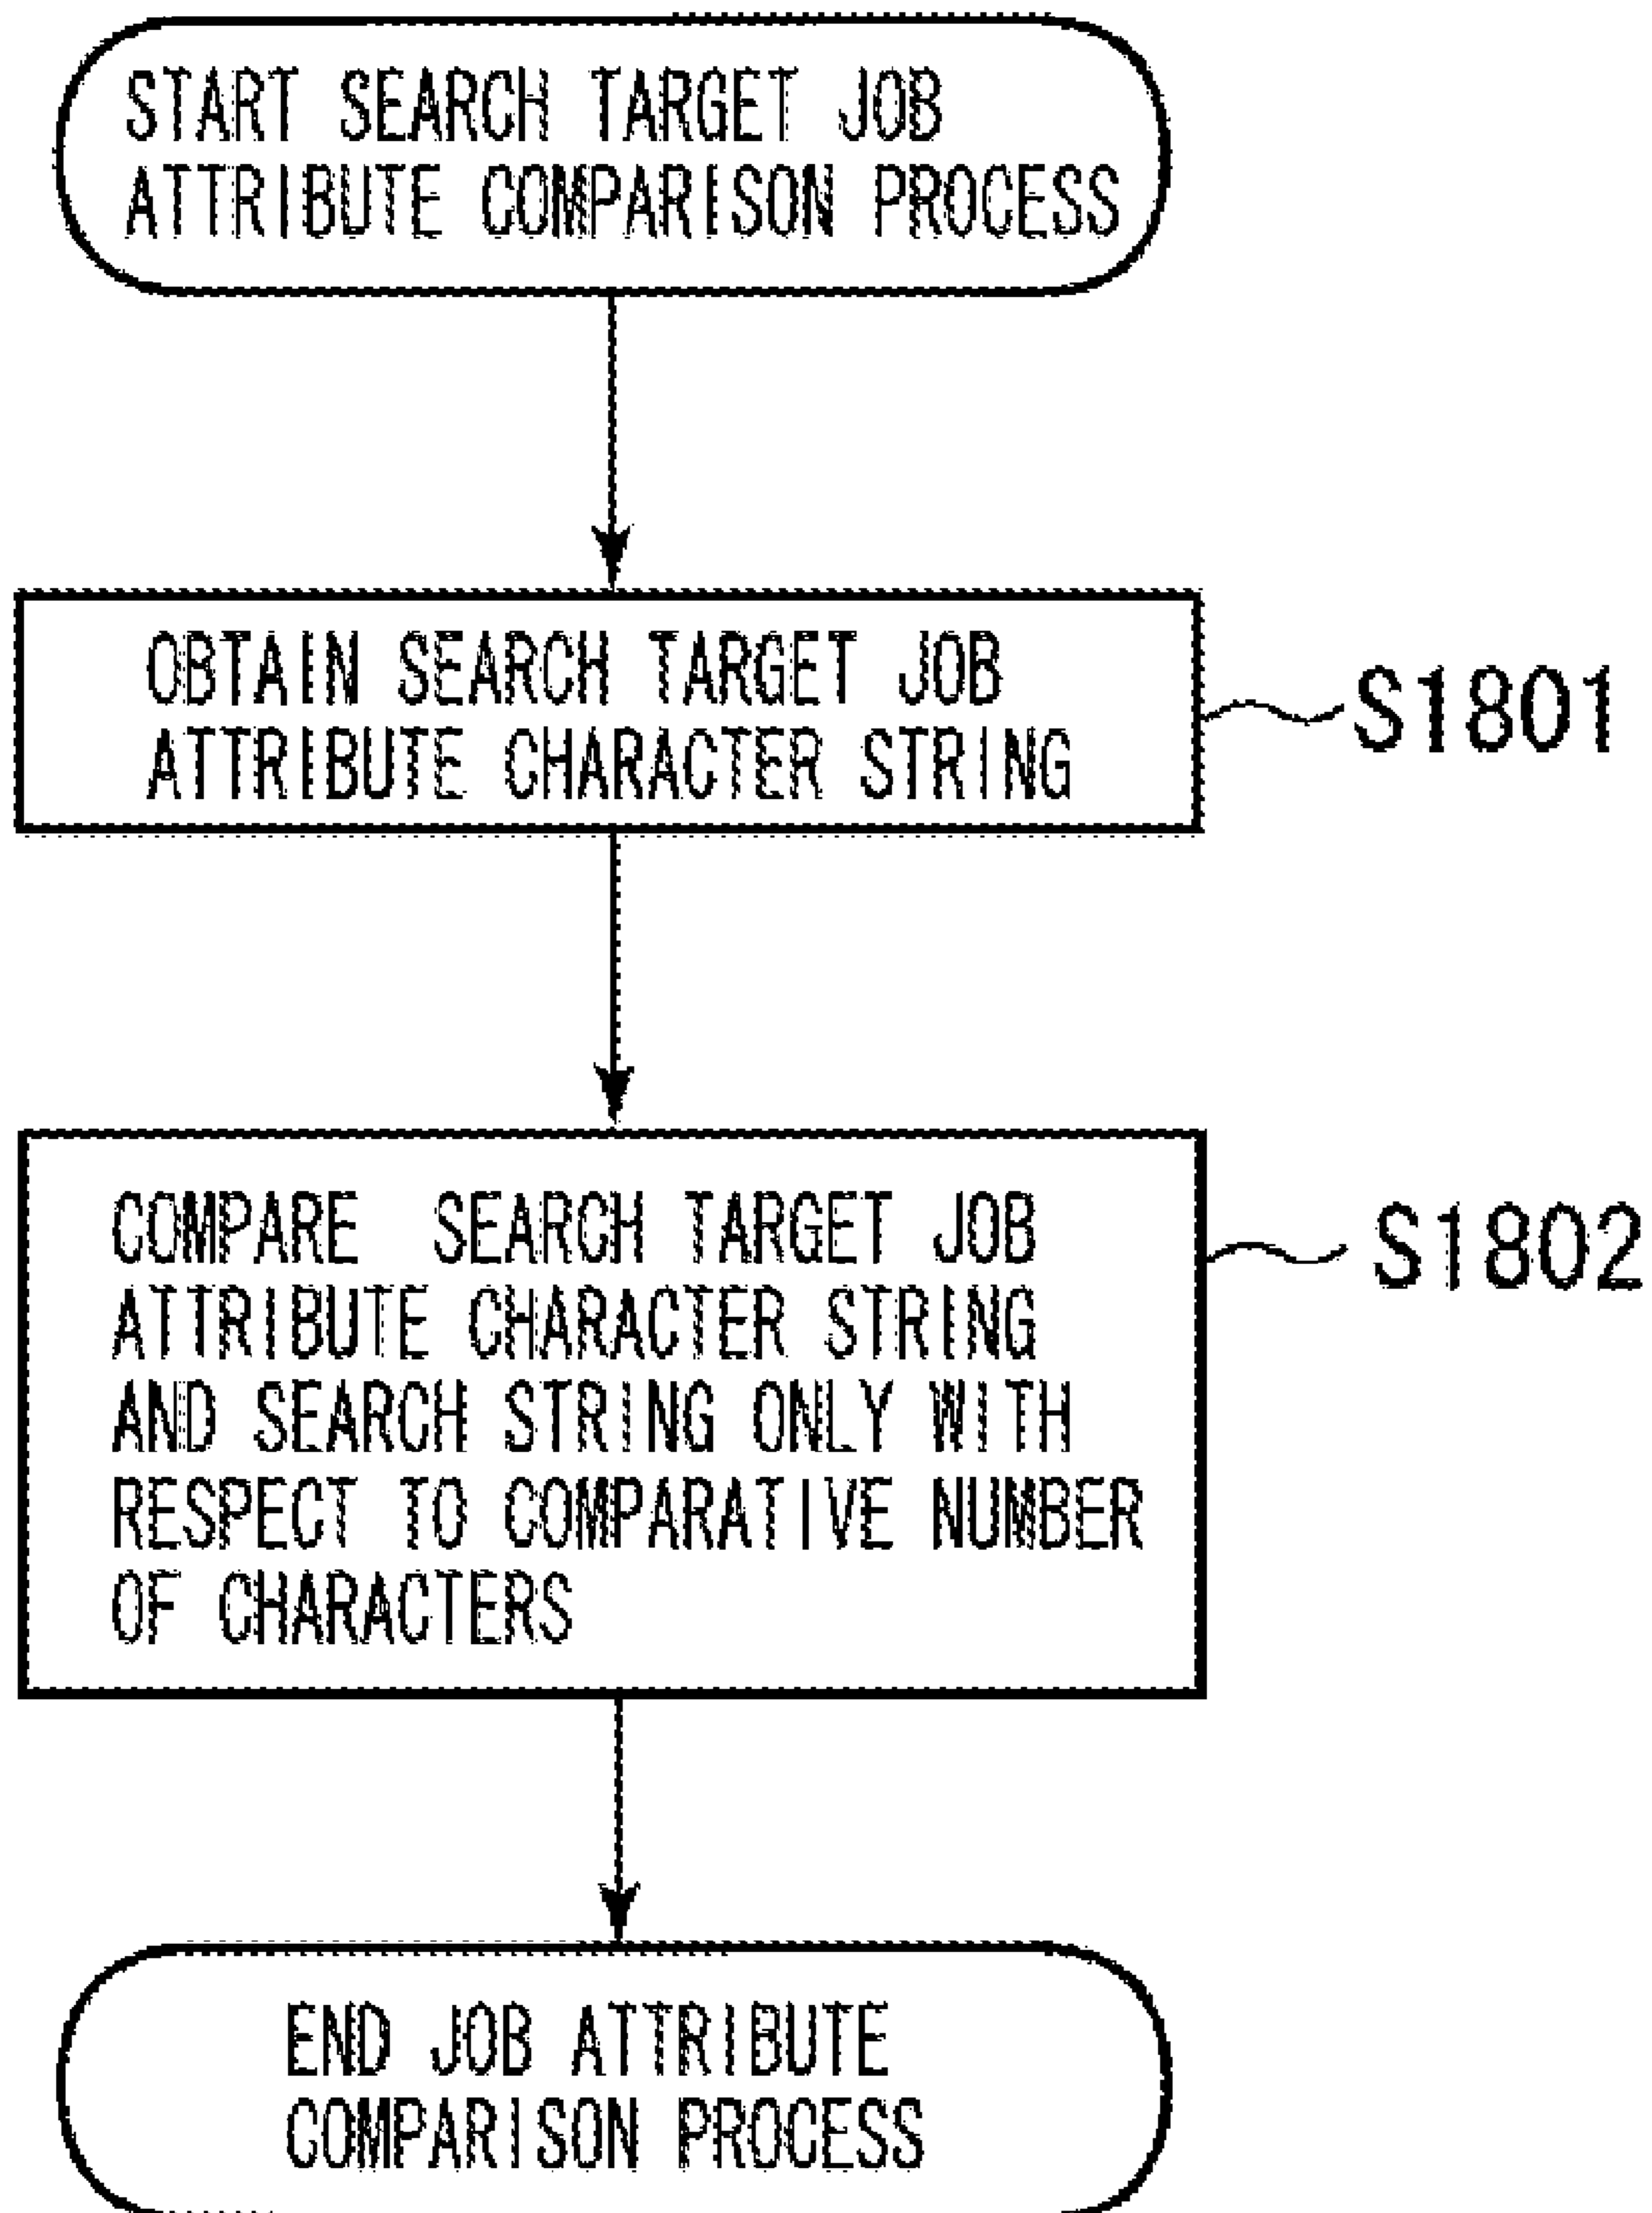 START SEARCH TARGET JOB
ATTRIBUTE COMPARISON PROCESS
OBTAIN SEARCH TARGET JOB
ATTRIBUTE CHARACTER STRING
S1801
COMPARE SEARCH TARGET JOB
ATTRIBUTE CHARACTER STRING
AND SEARCH STRING ONLY WITH
RESPECT TO COMPARATIVE NUMBER
OF CHARACTERS
S1802
END JOB ATTRIBUTE
COMPARISON PROCESS